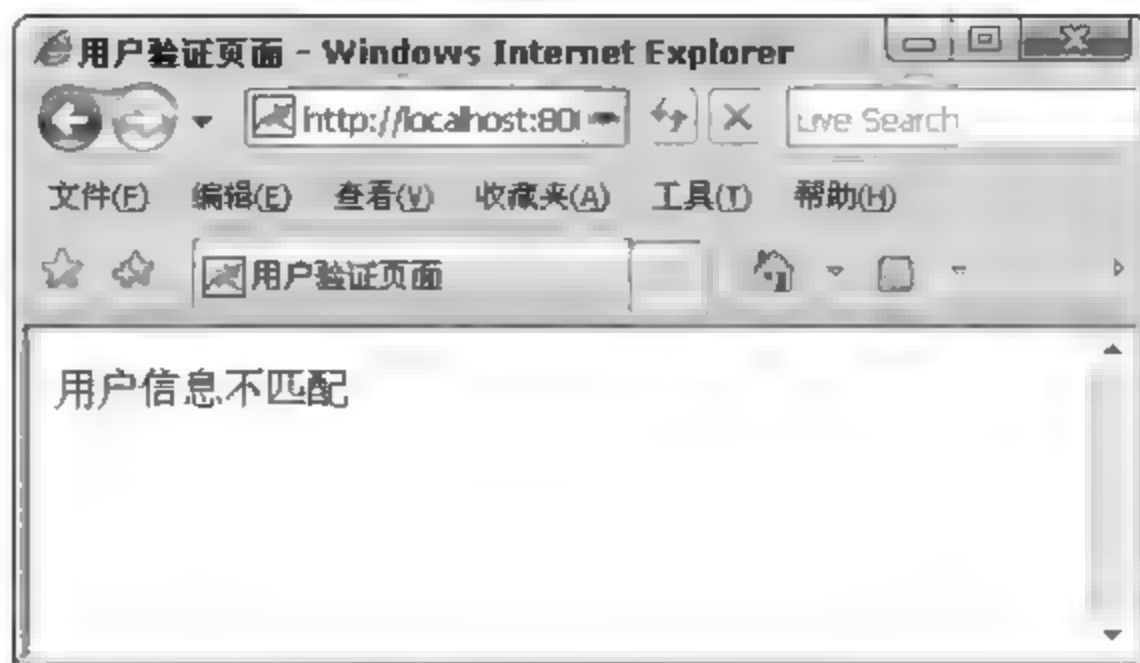 用户验证页面 - Windows Internet Explorer
http://localhost:80 Live Search
文件(F) 编辑(E) 查看(V) 收藏夹(A) 工具(T) 帮助(H)
用户验证页面
用户信息不匹配